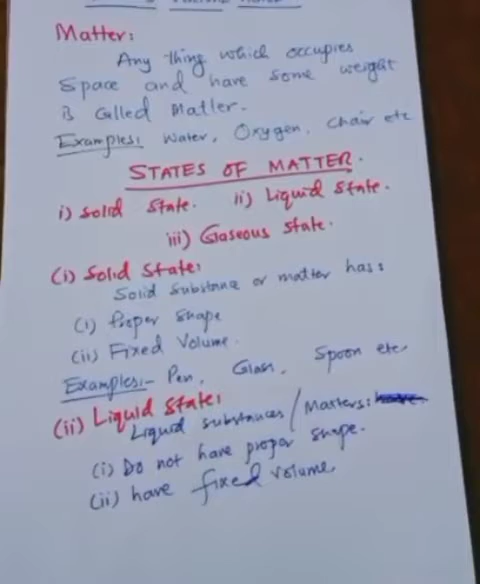 Matter:
Any thing which occupies
Space and have some weight
is called Matter.
Examples: Water, Oxygen, Chair etc
STATES OF MATTER.
i) Solid State. ii) Liquid State.
iii) Gaseous State.
(i) Solid State:
Solid Substance or matter has:
(i) Proper Shape
(ii) Fixed Volume.
Examples:- Pen, Glass, Spoon etc
(ii) Liquid State:
Liquid substances / Matters:
(i) Do not have proper shape.
(ii) have fixed volume